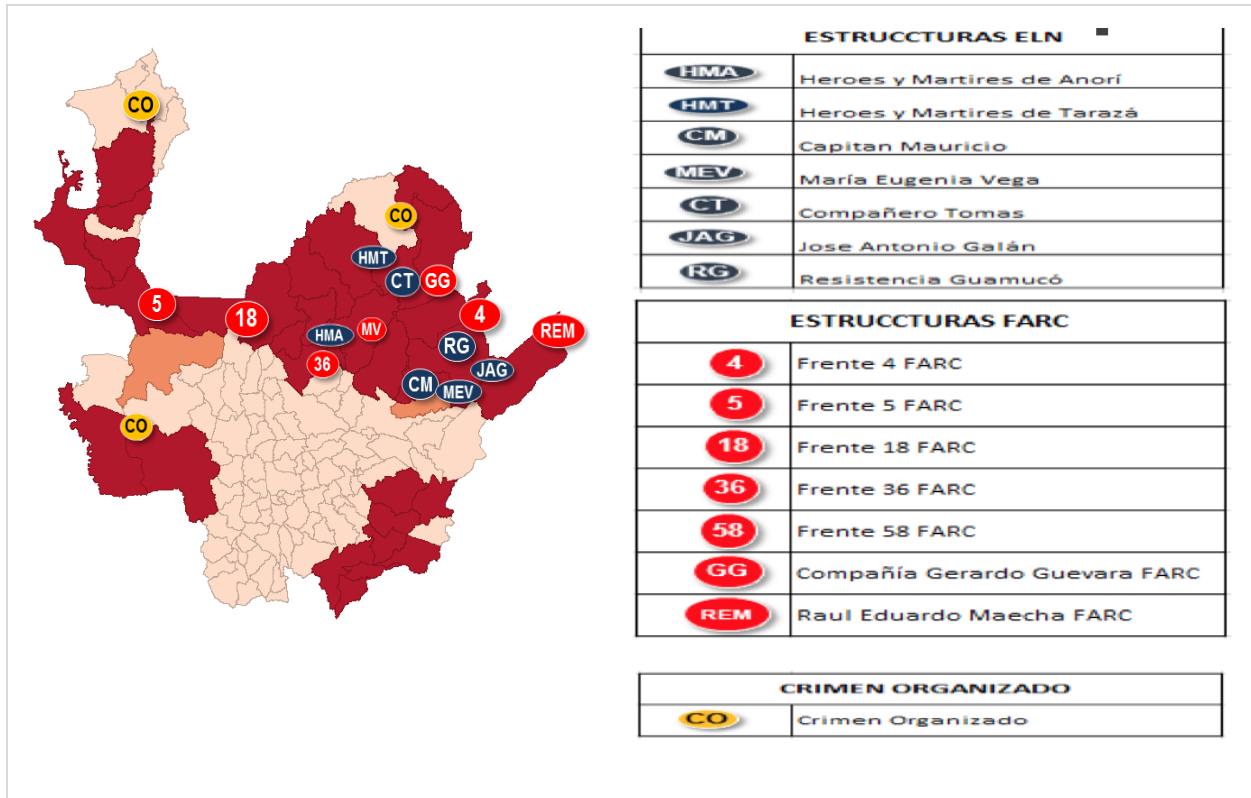 CO
CO
HMT
CT
GG
5
18
4
REM
HMA
MV
RG
36
JAG
CM
MEV
CO
ESTRUCCTURAS ELN
HMA Heroes y Martires de Anorí
HMT Heroes y Martires de Tarazá
CM Capitan Mauricio
MEV María Eugenia Vega
CT Compañero Tomas
JAG Jose Antonio Galán
RG Resistencia Guamucó
ESTRUCCTURAS FARC
4 Frente 4 FARC
5 Frente 5 FARC
18 Frente 18 FARC
36 Frente 36 FARC
58 Frente 58 FARC
GG Compañía Gerardo Guevara FARC
REM Raul Eduardo Maecha FARC
CRIMEN ORGANIZADO
CO Crimen Organizado